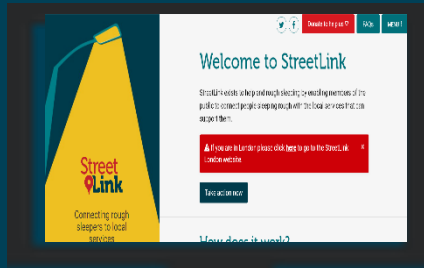 Donate to help us ♡
FAQs
MENU
Welcome to StreetLink
StreetLink exists to help end rough sleeping by enabling members of the
public to connect people sleeping rough with the local services that can
support them.
If you are in London please click here to go to the StreetLink
London website.
×
Take action now
How does it work?
Street
Link
Connecting rough
sleepers to local
services